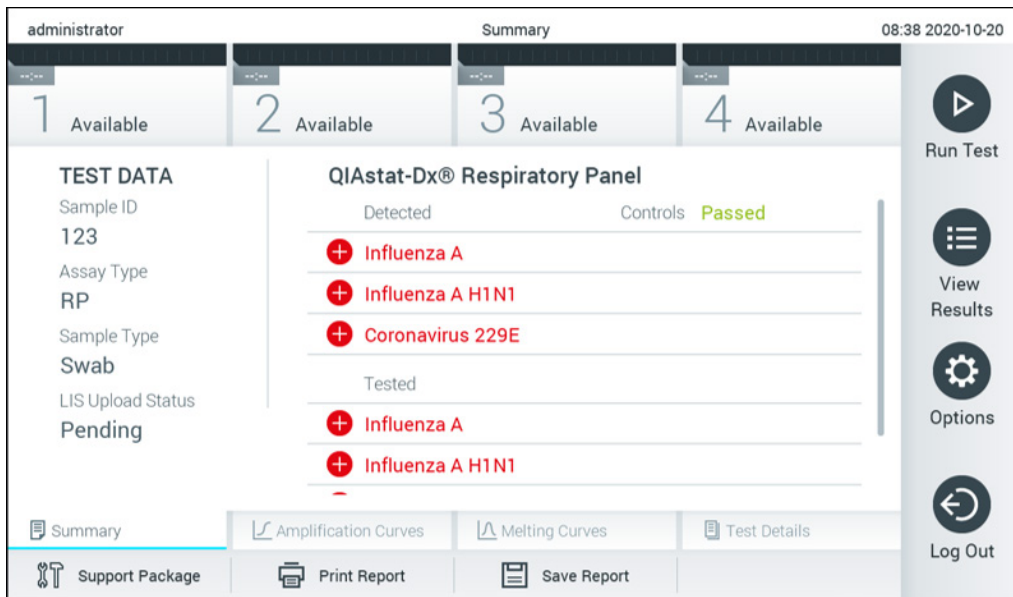 administrator Summary 08:38 2020-10-20
--:-- --:-- --:-- --:--
1 Available 2 Available 3 Available 4 Available
Run Test
TEST DATA
Sample ID
123
Assay Type
RP
Sample Type
Swab
LIS Upload Status
Pending
QIAstat-Dx® Respiratory Panel
Detected Controls Passed
Influenza A
Influenza A H1N1
Coronavirus 229E
Tested
Influenza A
Influenza A H1N1
View
Results
Options
Log Out
Summary Amplification Curves Melting Curves Test Details
Support Package Print Report Save Report